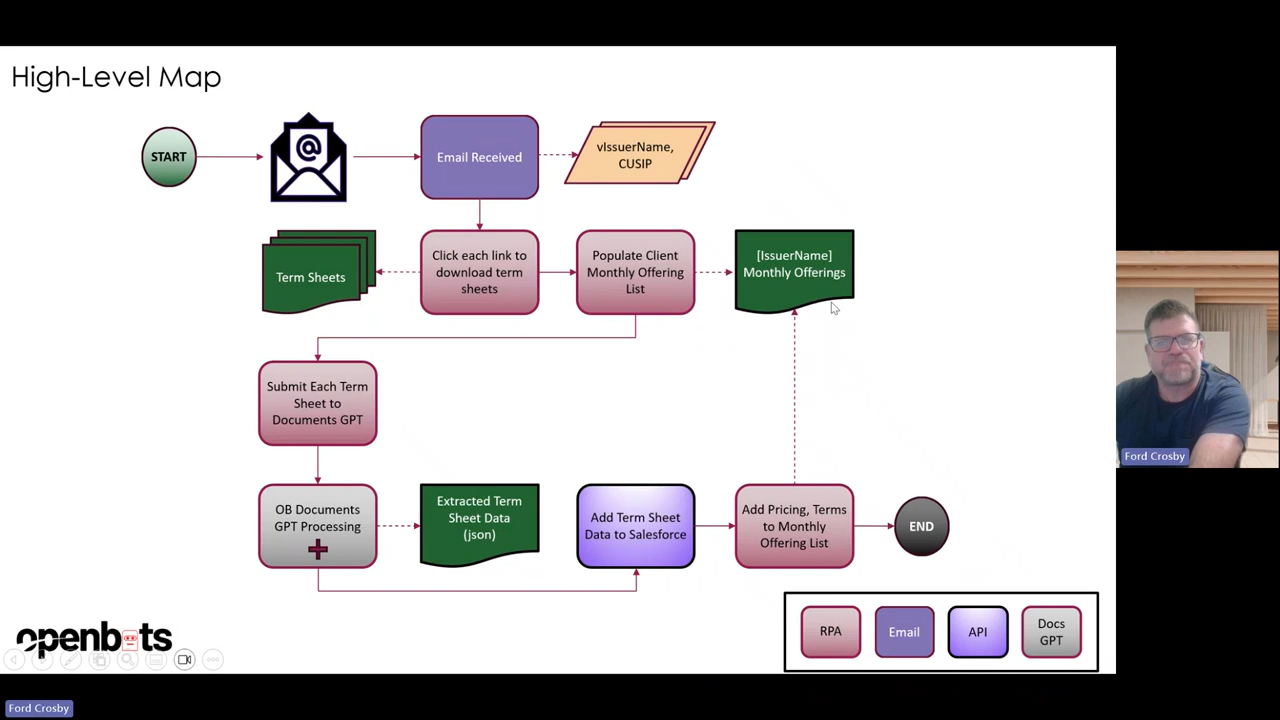 High-Level Map
START
@
Email Received
vIssuerName,
CUSIP
Term Sheets
Click each link to
download term
sheets
Populate Client
Monthly Offering
List
[IssuerName]
Monthly Offerings
Submit Each Term
Sheet to
Documents GPT
OB Documents
GPT Processing
Extracted Term
Sheet Data
(json)
Add Term Sheet
Data to Salesforce
Add Pricing, Terms
to Monthly
Offering List
END
RPA
Email
API
Docs
GPT
openbots
Ford Crosby
Ford Crosby